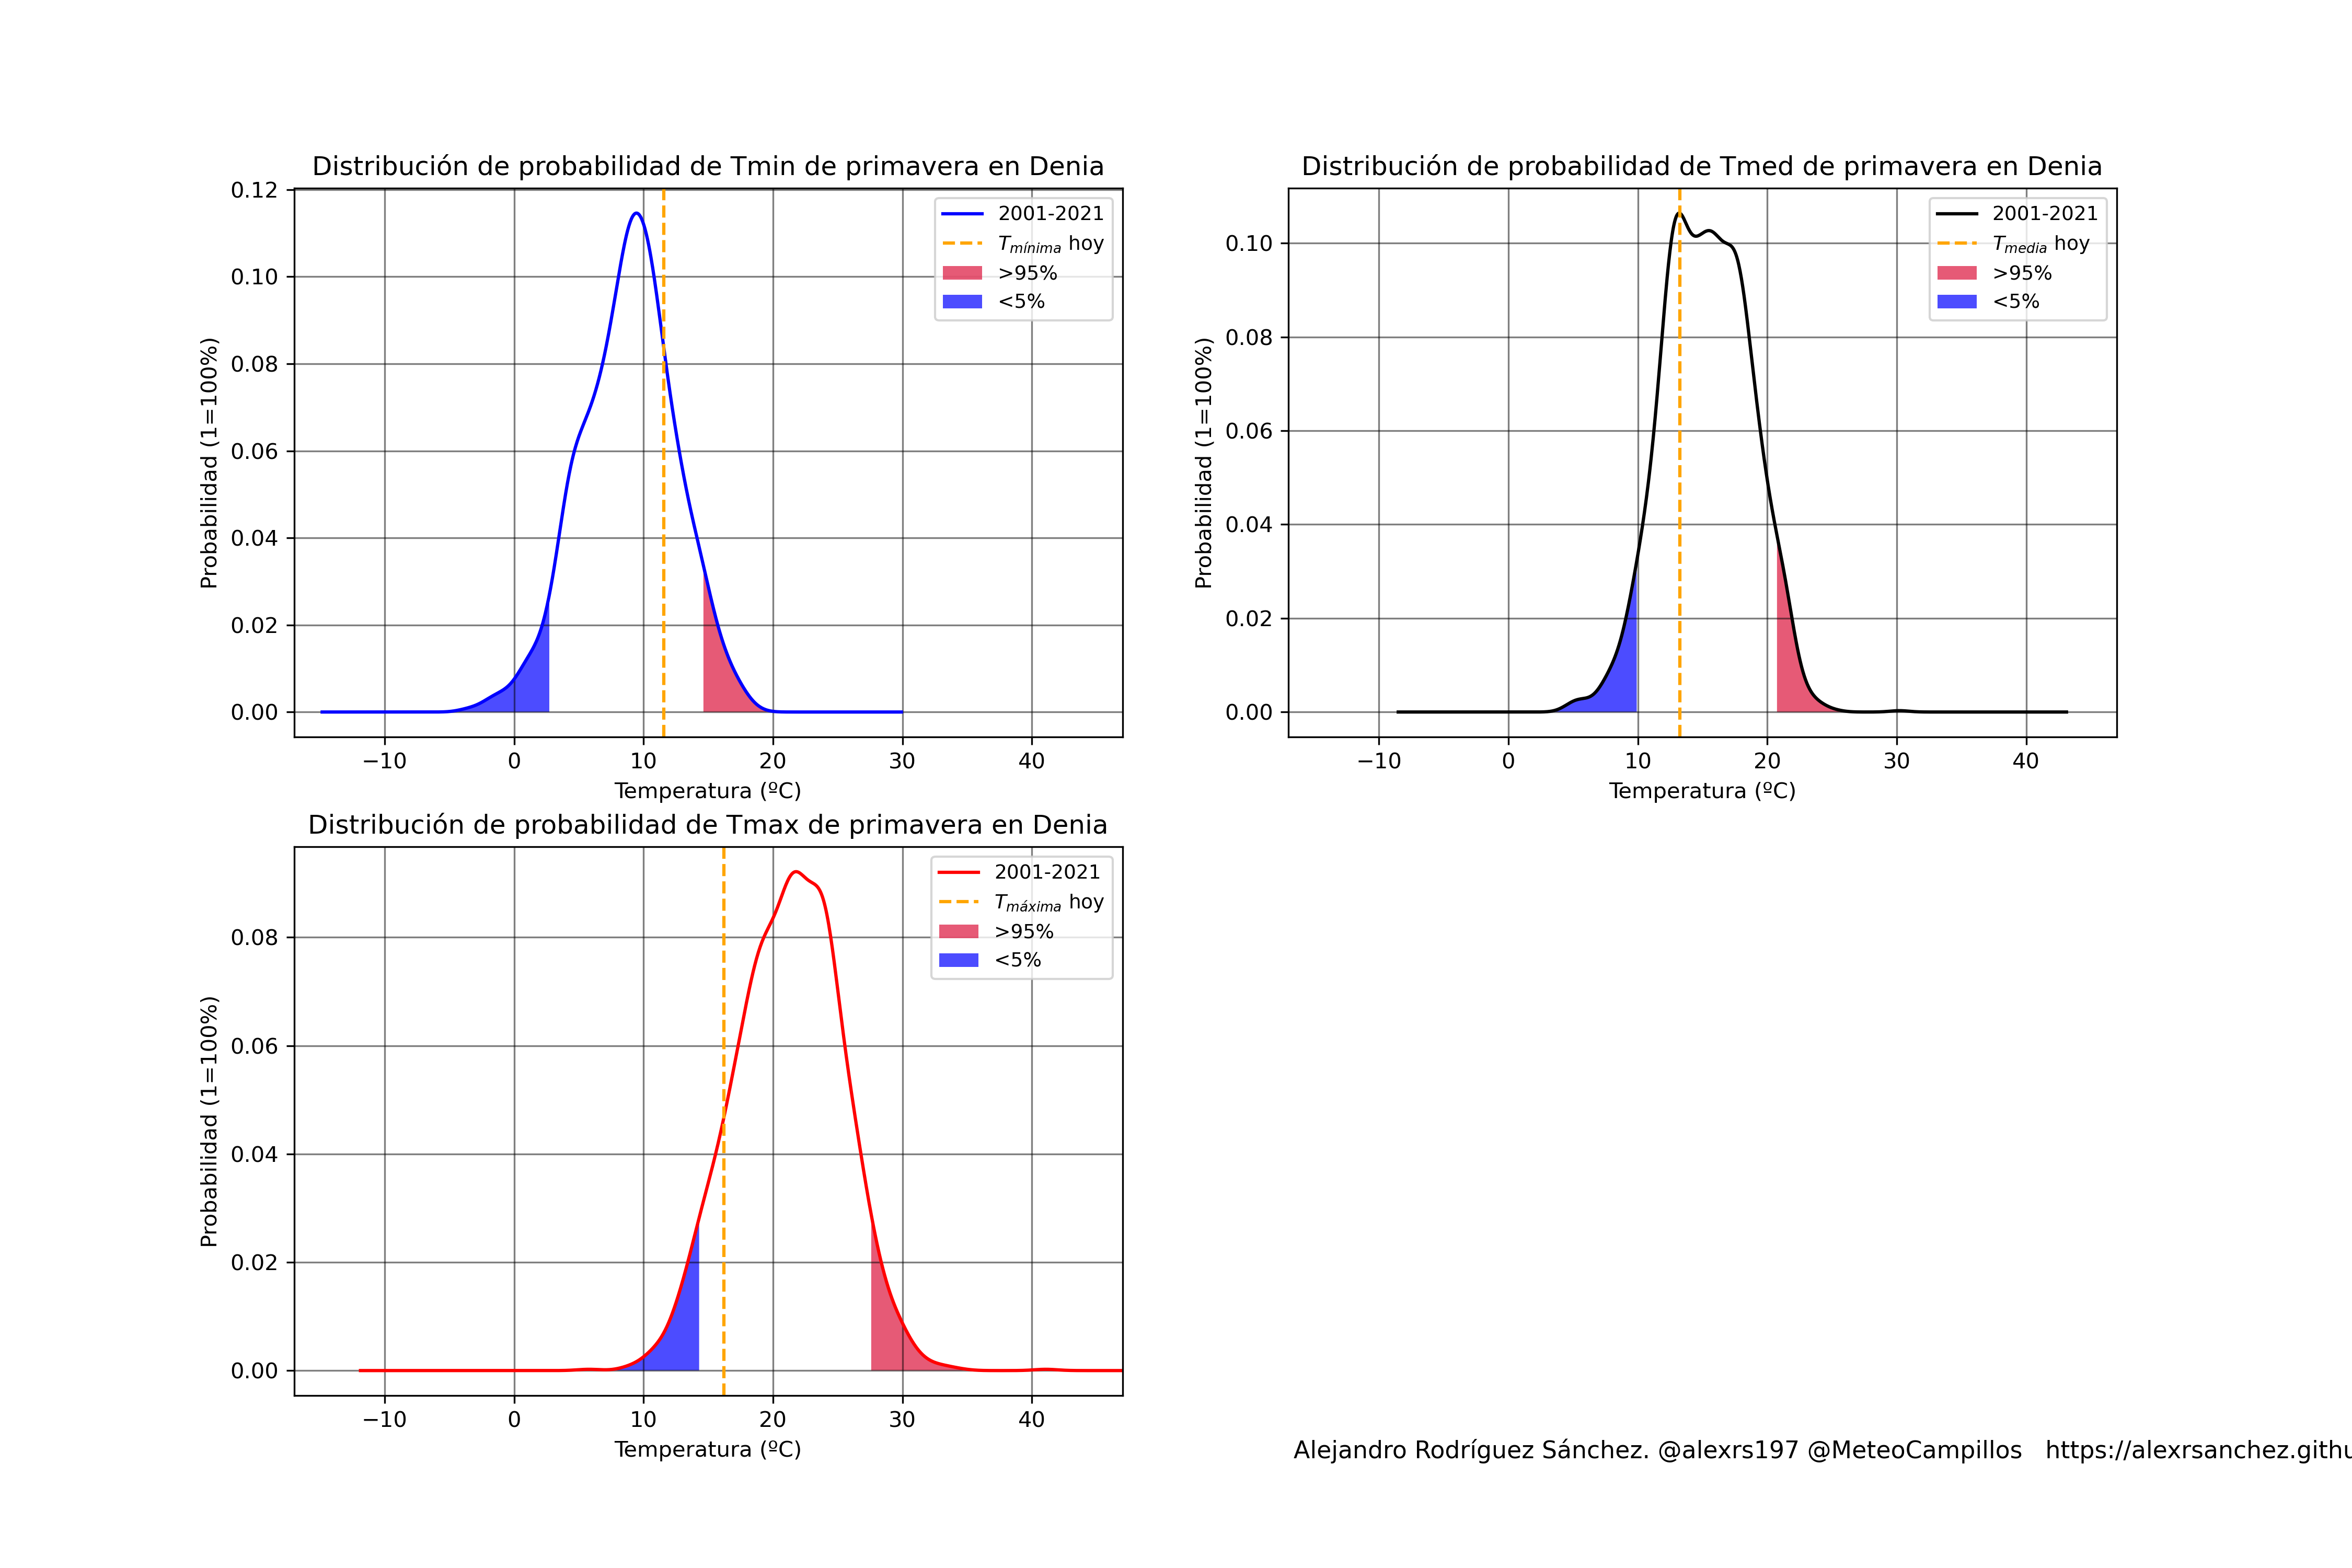 Distribución de probabilidad de Tmin de primavera en Denia
0.12
0.10
0.08
0.06
0.04
0.02
0.00
Probabilidad (1=100%)
2001-2021
Tmínima hoy
>95%
<5%
−10 0 10 20 30 40
Temperatura (ºC)
Distribución de probabilidad de Tmed de primavera en Denia
0.10
0.08
0.06
0.04
0.02
0.00
Probabilidad (1=100%)
2001-2021
Tmedia hoy
>95%
<5%
−10 0 10 20 30 40
Temperatura (ºC)
Distribución de probabilidad de Tmax de primavera en Denia
0.08
0.06
0.04
0.02
0.00
Probabilidad (1=100%)
2001-2021
Tmáxima hoy
>95%
<5%
−10 0 10 20 30 40
Temperatura (ºC)
Alejandro Rodríguez Sánchez. @alexrs197 @MeteoCampillos https://alexrsanchez.githu